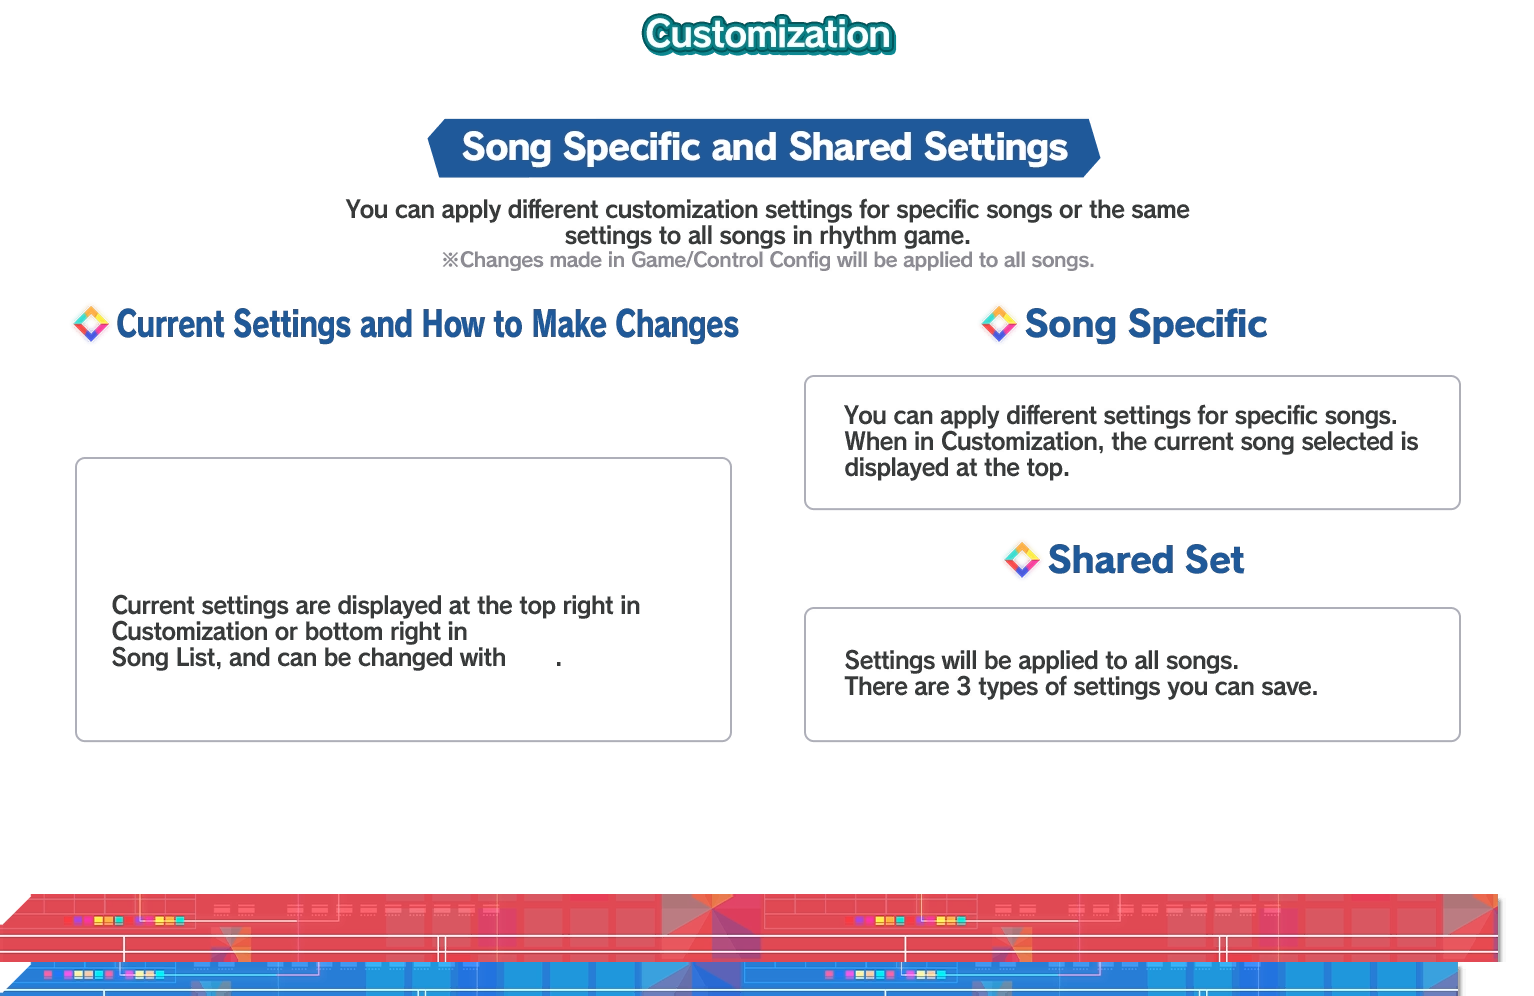 Customization
Song Specific and Shared Settings
You can apply different customization settings for specific songs or the same
settings to all songs in rhythm game.
※Changes made in Game/Control Config will be applied to all songs.
Current Settings and How to Make Changes
Current settings are displayed at the top right in
Customization or bottom right in
Song List, and can be changed with .
Song Specific
You can apply different settings for specific songs.
When in Customization, the current song selected is
displayed at the top.
Shared Set
Settings will be applied to all songs.
There are 3 types of settings you can save.